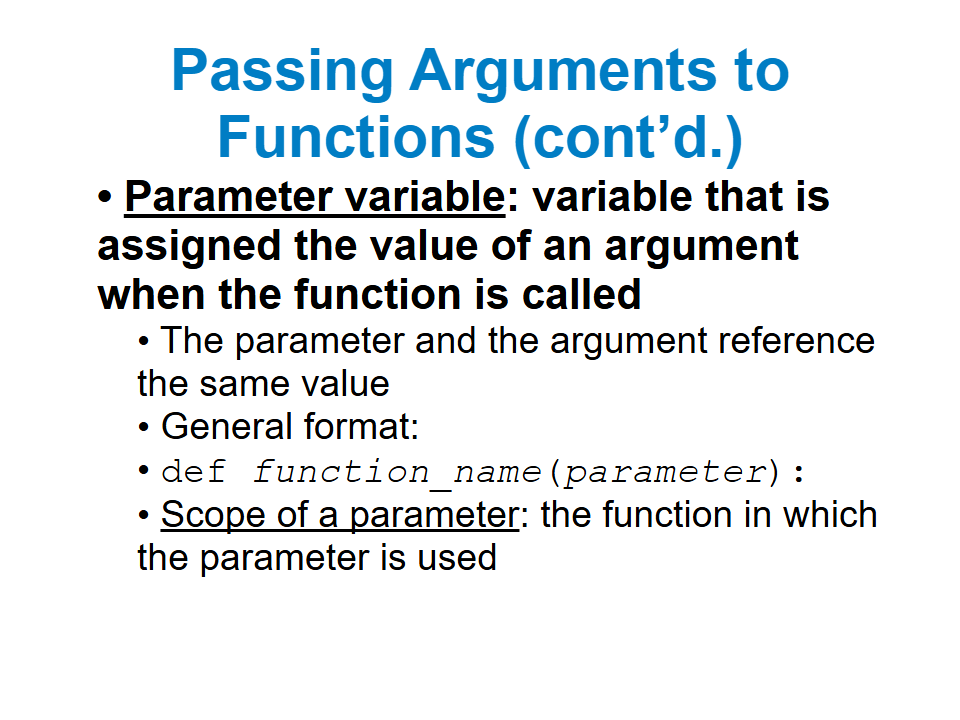 Passing Arguments to
Functions (cont’d.)
• Parameter variable: variable that is
assigned the value of an argument
when the function is called
• The parameter and the argument reference
the same value
• General format:
• def function_name(parameter):
• Scope of a parameter: the function in which
the parameter is used